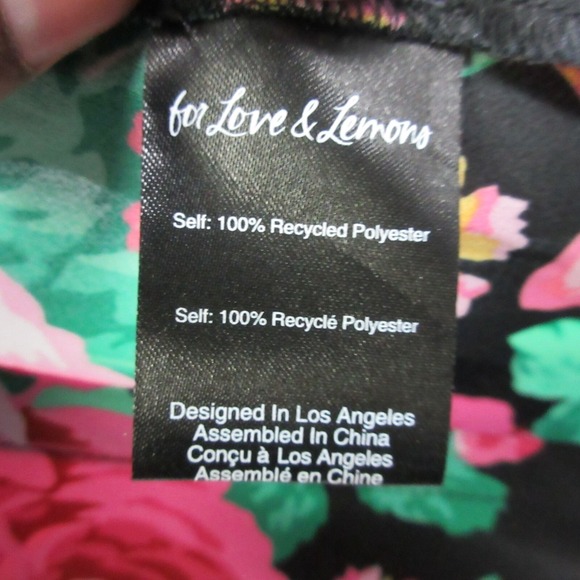 for Love & Lemons
Self: 100% Recycled Polyester
Self: 100% Recyclé Polyester
Designed In Los Angeles
Assembled In China
Conçu à Los Angeles
Assemblé en Chine